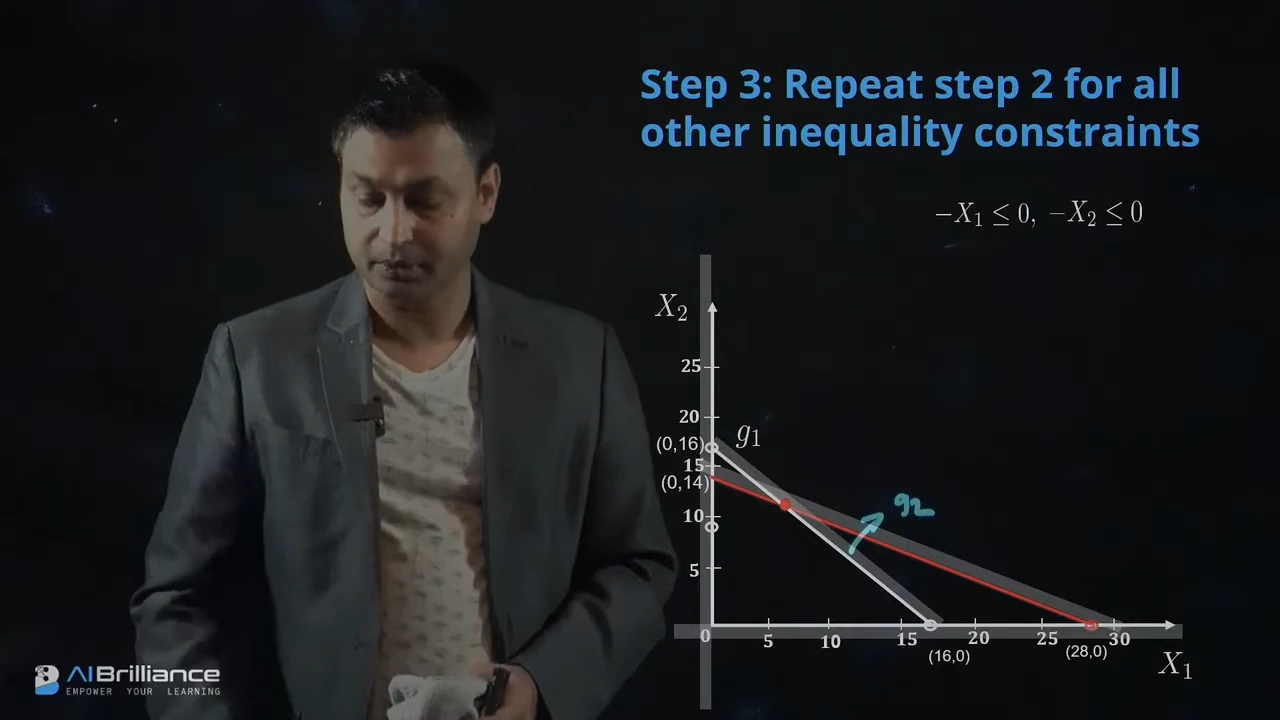 Step 3: Repeat step 2 for all
other inequality constraints
−X₁ ≤ 0, −X₂ ≤ 0
X₂
25
20
(0,16)
g₁
15
(0,14)
10
g2
5
0
5
10
15
20
25
30
(16,0)
(28,0)
X₁
AIBrilliance
EMPOWER YOUR LEARNING